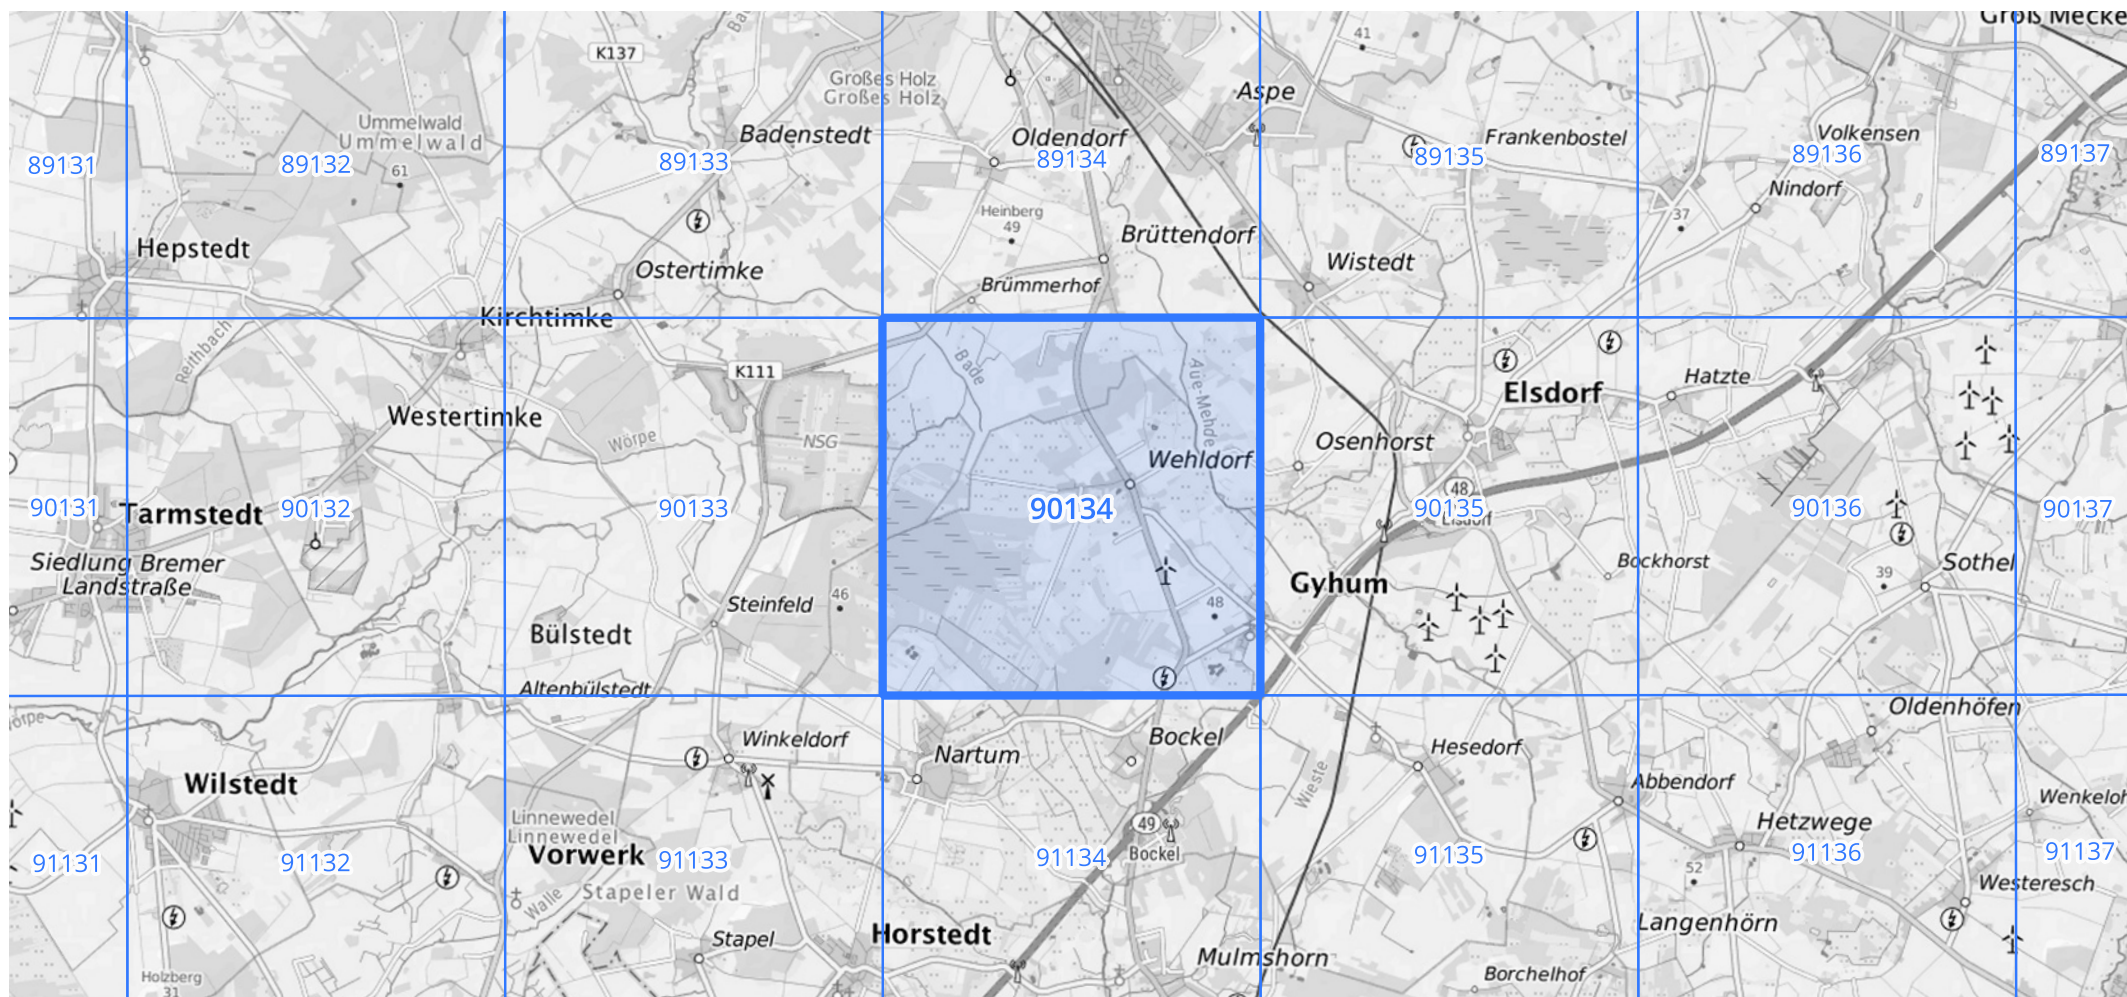 Groß Mecke
K137
41
Großes Holz
Großes Holz
Aspe
Ummelwald
Ummelwald
Badenstedt
Oldendorf
Frankenbostel
Volkensen
89131
89132
89133
89134
89135
89136
89137
61
Nindorf
37
Heinberg
49
Hepstedt
Brüttendorf
Wistedt
Ostertimke
Brümmerhof
Kirchtimke
Reithbach
K111
Bade
Aue-Mehde
Hatzte
Elsdorf
Westertimke
Wörpe
NSG
Osenhorst
Wehldorf
48
Tarmstedt
90131
90132
90133
90134
90135
90136
90137
Elsdorf
Siedlung Bremer
Landstraße
Bockhorst
Sothel
39
Gyhum
46
Steinfeld
48
Bülstedt
Altenbülstedt
Oldenhöfen
Winkeldorf
Bockel
Nartum
Hesedorf
Wilstedt
Wieste
Abbendorf
Wenkeloh
Linnewedel
Linnewedel
49
Hetzwege
Vorwerk
Bockel
91131
91132
91133
91134
91135
91136
91137
52
Westeresch
Stapeler Wald
Walle
Langenhörn
Horstedt
Stapel
Mulmshorn
Borchelhof
Holzberg
31